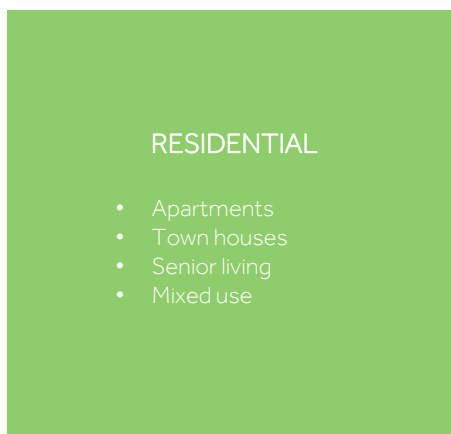 RESIDENTIAL
• Apartments
• Town houses
• Senior living
• Mixed use